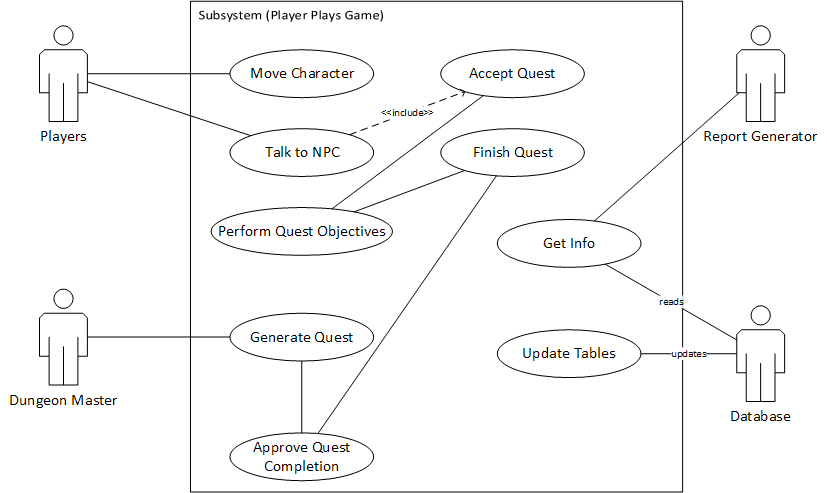 Subsystem (Player Plays Game)
Move Character
Accept Quest
<<include>>
Players
Report Generator
Talk to NPC
Finish Quest
Perform Quest Objectives
Get Info
reads
Generate Quest
Update Tables
updates
Dungeon Master
Database
Approve Quest
Completion